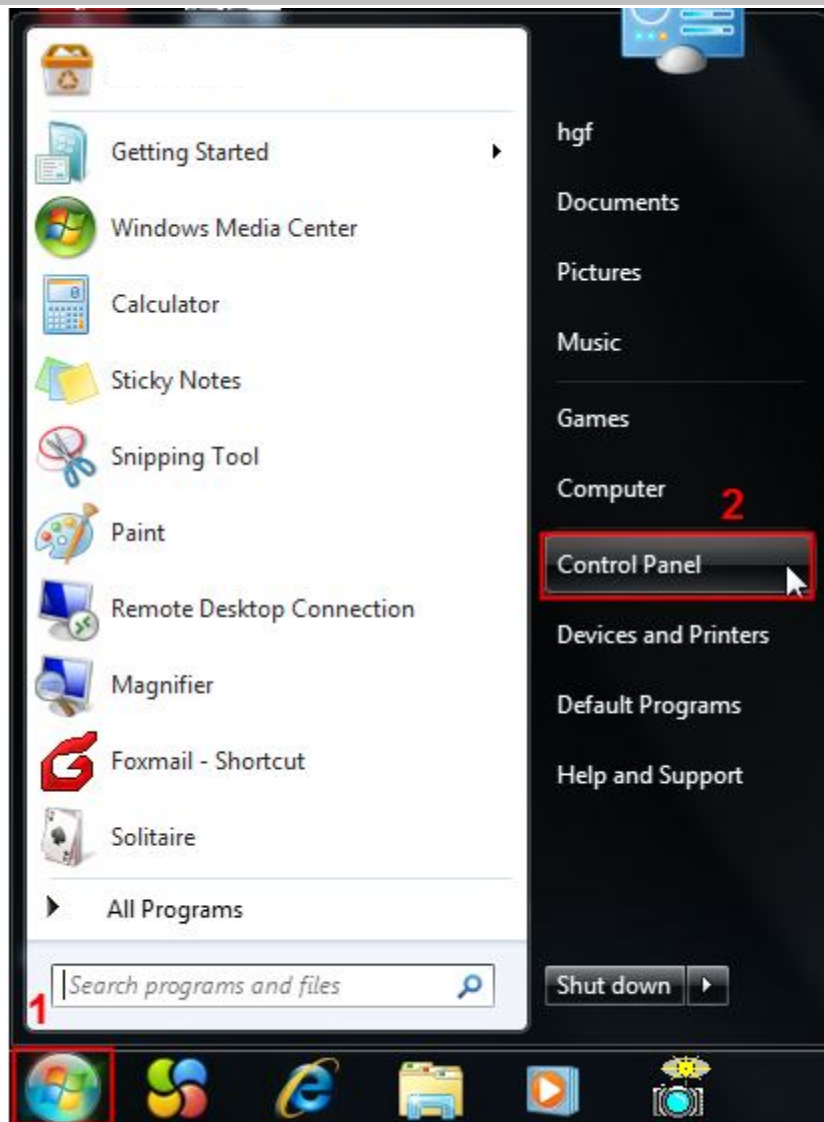 Getting Started
Windows Media Center
Calculator
Sticky Notes
Snipping Tool
Paint
Remote Desktop Connection
Magnifier
Foxmail - Shortcut
Solitaire
All Programs
Search programs and files
1
hgf
Documents
Pictures
Music
Games
Computer
2
Control Panel
Devices and Printers
Default Programs
Help and Support
Shut down